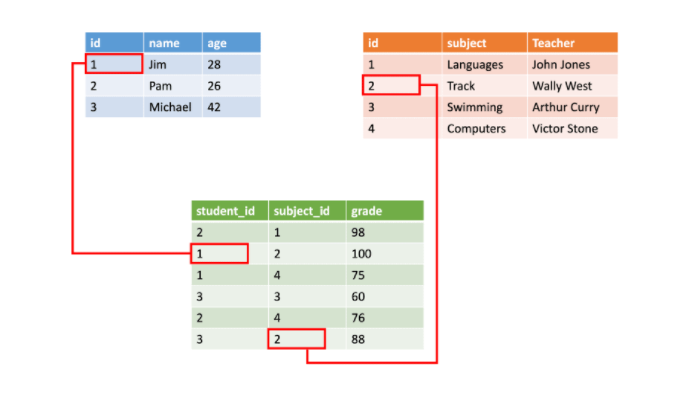 id name age
1 Jim 28
2 Pam 26
3 Michael 42
id subject Teacher
1 Languages John Jones
2 Track Wally West
3 Swimming Arthur Curry
4 Computers Victor Stone
student_id subject_id grade
2 1 98
1 2 100
1 4 75
3 3 60
2 4 76
3 2 88